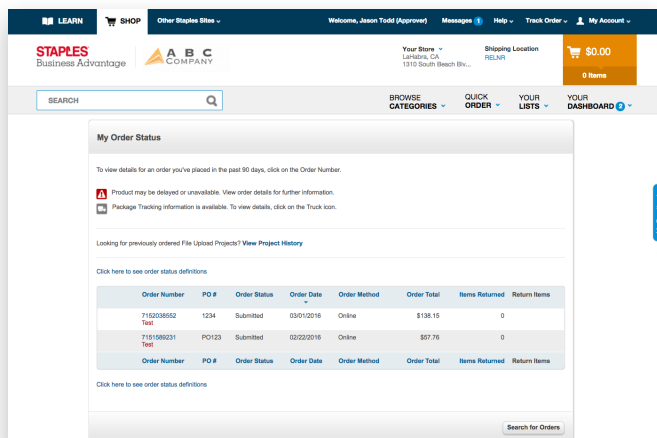 LEARN SHOP Other Staples Sites Welcome, Jason Todd (Approver) Messages 1 Help Track Order My Account
STAPLES
Business Advantage
A B C
COMPANY
Your Store
LaHabra, CA
1310 South Beach Blv...
Shipping Location
RELNR
$0.00
0 Items
SEARCH
BROWSE
CATEGORIES
QUICK
ORDER
YOUR
LISTS
YOUR
DASHBOARD 2
My Order Status
To view details for an order you've placed in the past 90 days, click on the Order Number.
Product may be delayed or unavailable. View order details for further information.
Package Tracking information is available. To view details, click on the Truck icon.
Looking for previously ordered File Upload Projects? View Project History
Click here to see order status definitions
Order Number PO # Order Status Order Date Order Method Order Total Items Returned Return Items
7152038552 1234 Submitted 03/01/2016 Online $138.15 0
Test
7151589231 PO123 Submitted 02/22/2016 Online $57.76 0
Test
Order Number PO # Order Status Order Date Order Method Order Total Items Returned Return Items
Click here to see order status definitions
Search for Orders